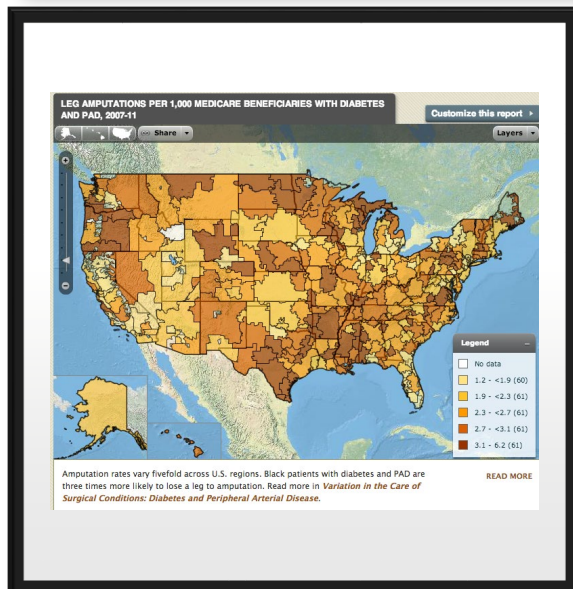 LEG AMPUTATIONS PER 1,000 MEDICARE BENEFICIARIES WITH DIABETES
AND PAD, 2007-11
Customize this report
Share
Layers
Legend
No data
1.2 - <1.9 (60)
1.9 - <2.3 (61)
2.3 - <2.7 (61)
2.7 - <3.1 (61)
3.1 - 6.2 (61)
Amputation rates vary fivefold across U.S. regions. Black patients with diabetes and PAD are
three times more likely to lose a leg to amputation. Read more in Variation in the Care of
Surgical Conditions: Diabetes and Peripheral Arterial Disease.
READ MORE